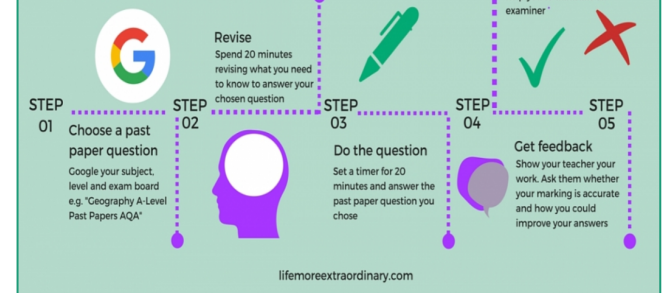 examiner
Revise
Spend 20 minutes
revising what you need
to know to answer your
chosen question
STEP
01
Choose a past
paper question
Google your subject,
level and exam board
e.g. "Geography A-Level
Past Papers AQA"
STEP
02
STEP
03
Do the question
Set a timer for 20
minutes and answer the
past paper question you
chose
STEP
04
STEP
05
Get feedback
Show your teacher your
work. Ask them whether
your marking is accurate
and how you could
improve your answers
lifemoreextraordinary.com